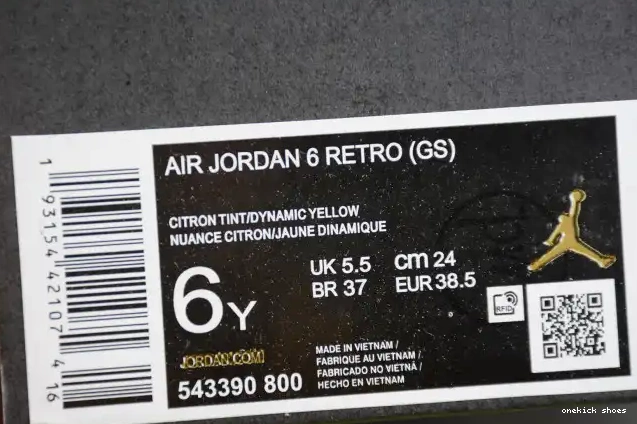 AIR JORDAN 6 RETRO (GS)
CITRON TINT/DYNAMIC YELLOW
NUANCE CITRON/JAUNE DINAMIQUE
6Y
UK 5.5 cm 24
BR 37 EUR 38.5
RFID
JORDAN.COM
543390 800
MADE IN VIETNAM /
FABRIQUE AU VIETNAM /
FABRICADO NO VIETNÃ /
HECHO EN VIETNAM
1 93154 42107 4 16
onekick shoes